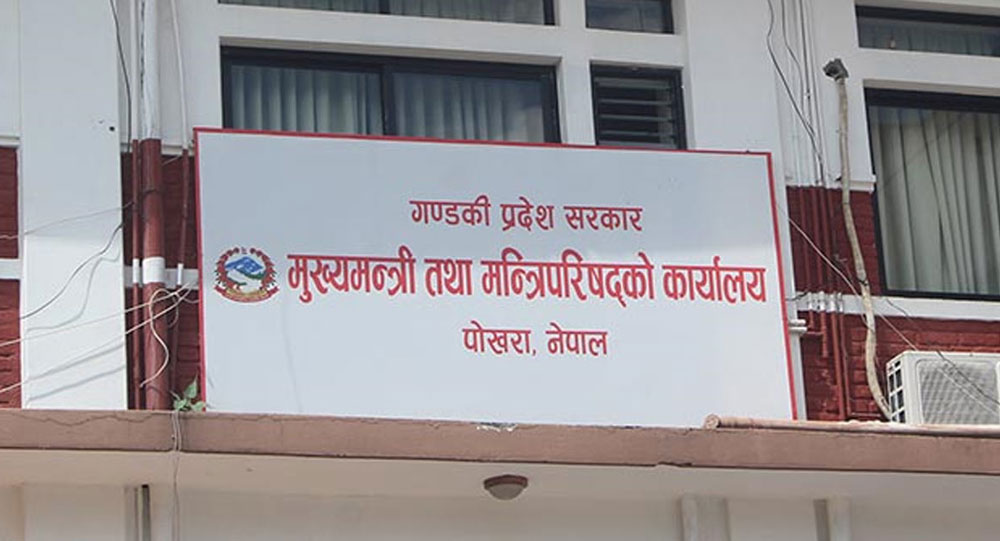 गण्डकी प्रदेश सरकार
मुख्यमन्त्री तथा मन्त्रिपरिषद्को कार्यालय
पोखरा, नेपाल